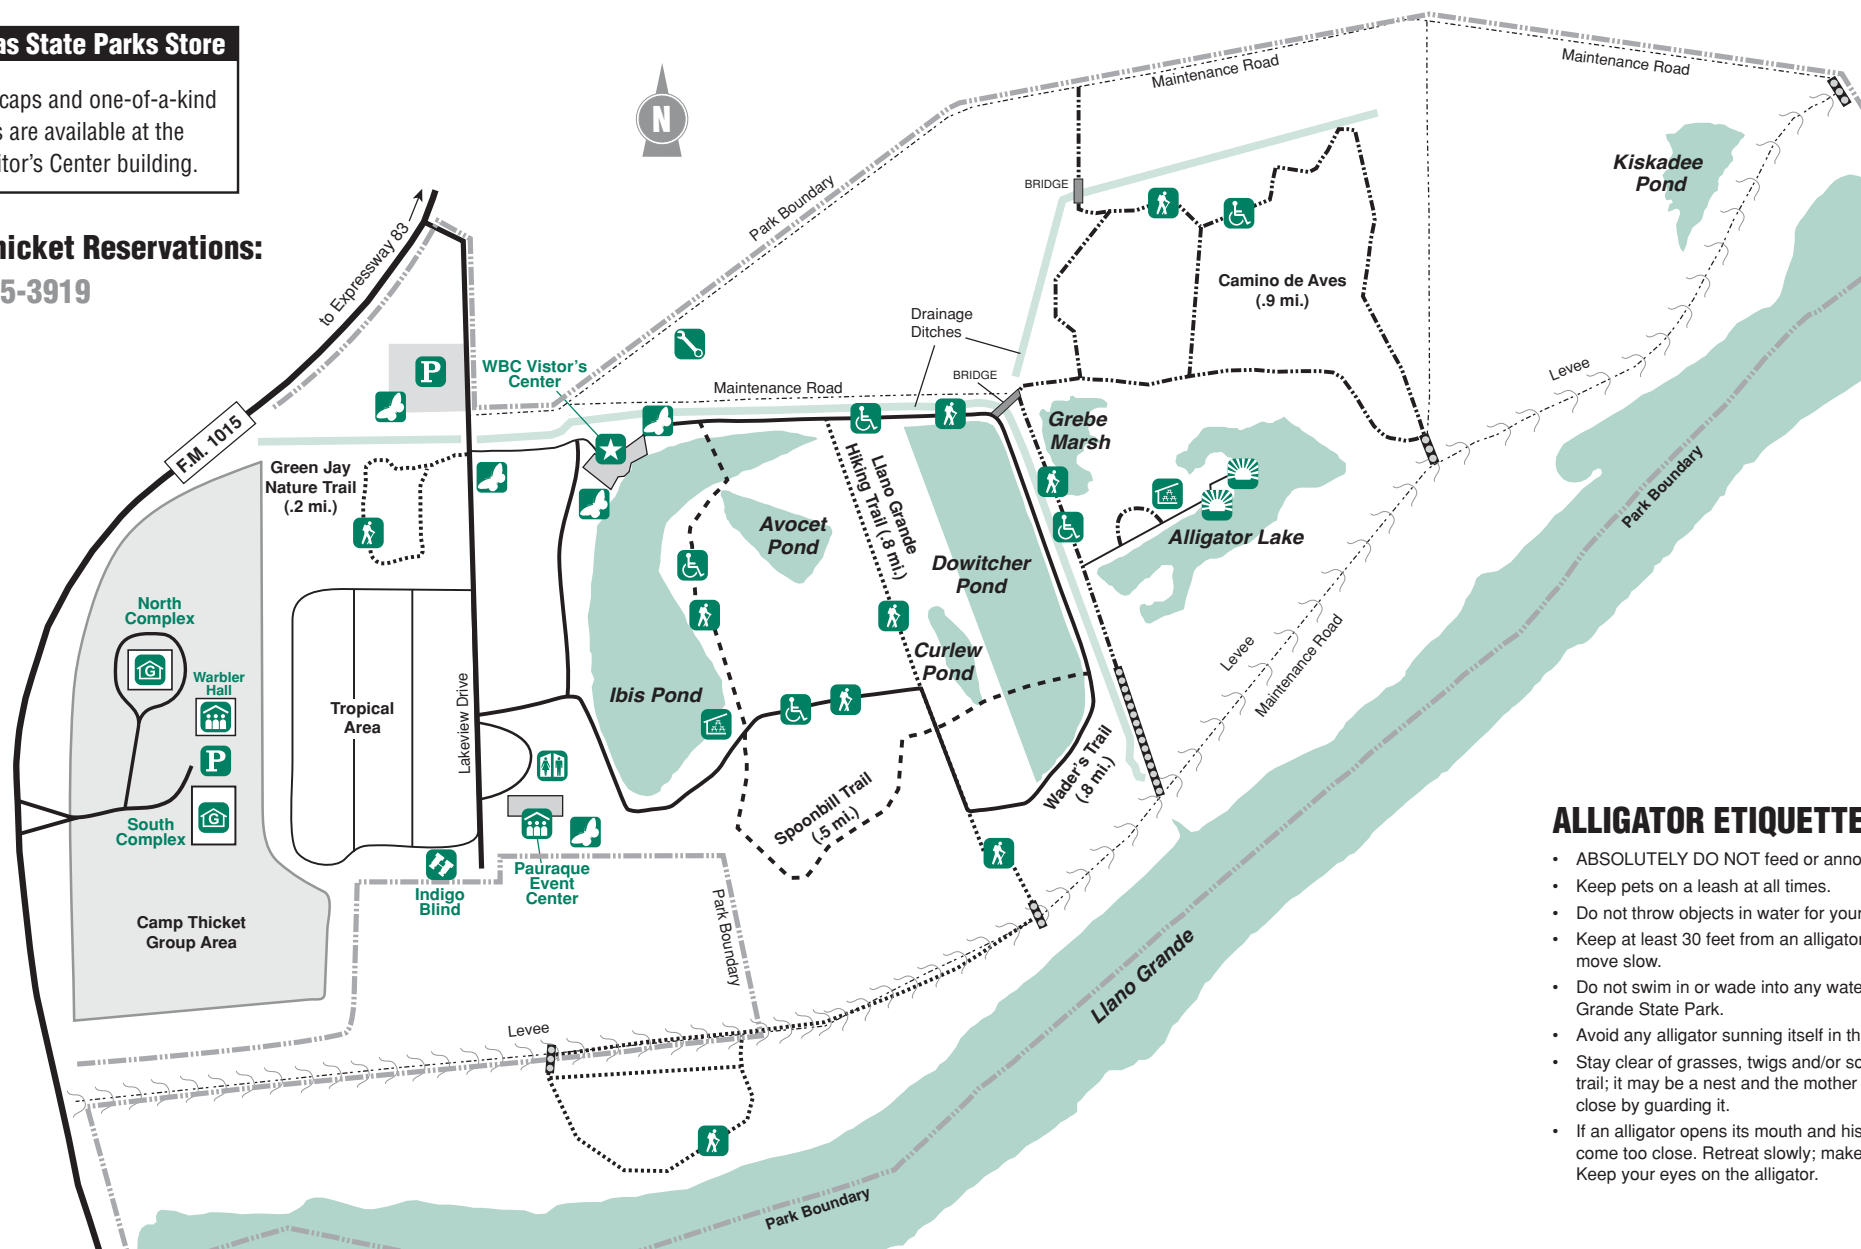 as State Parks Store
caps and one-of-a-kind
s are available at the
itor's Center building.
hicket Reservations:
5-3919
N
to Expressway 83
F.M. 1015
Park Boundary
Maintenance Road
Maintenance Road
BRIDGE
Kiskadee
Pond
Camino de Aves
(.9 mi.)
Drainage
Ditches
BRIDGE
Levee
WBC Vistor's
Center
Maintenance Road
P
Green Jay
Nature Trail
(.2 mi.)
Grebe
Marsh
Llano Grande
Hiking Trail (.8 mi.)
Avocet
Pond
Dowitcher
Pond
Alligator Lake
Park Boundary
North
Complex
G
Warbler
Hall
P
South
Complex
G
Tropical
Area
Lakeview Drive
Ibis Pond
Curlew
Pond
Levee
Maintenance Road
Wader's Trail
(.8 mi.)
Spoonbill Trail
(.5 mi.)
Indigo
Blind
Pauraque
Event
Center
Camp Thicket
Group Area
Park Boundary
Levee
Llano Grande
Park Boundary
ALLIGATOR ETIQUETTE
• ABSOLUTELY DO NOT feed or anno
• Keep pets on a leash at all times.
• Do not throw objects in water for your
• Keep at least 30 feet from an alligator
move slow.
• Do not swim in or wade into any wate
Grande State Park.
• Avoid any alligator sunning itself in th
• Stay clear of grasses, twigs and/or so
trail; it may be a nest and the mother
close by guarding it.
• If an alligator opens its mouth and his
come too close. Retreat slowly; make
Keep your eyes on the alligator.